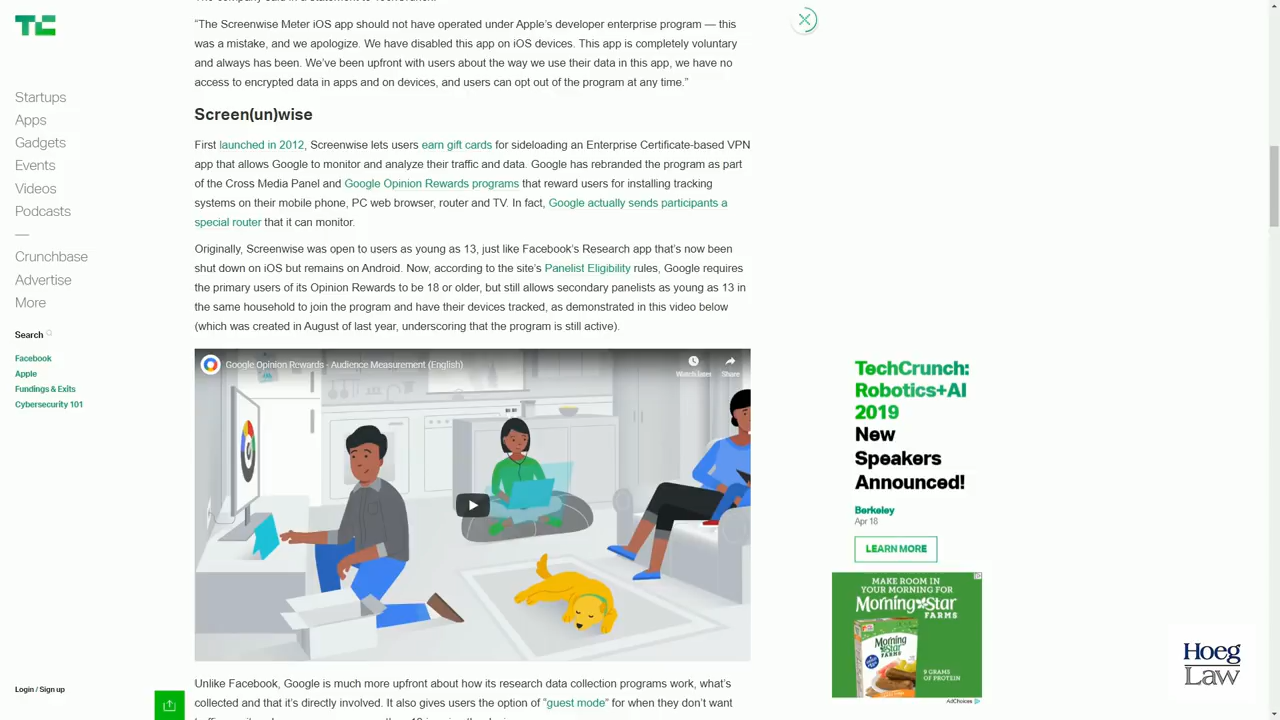 TC
Startups
Apps
Gadgets
Events
Videos
Podcasts
—
Crunchbase
Advertise
More
Search
Facebook
Apple
Fundings & Exits
Cybersecurity 101
Login / Sign up
“The Screenwise Meter iOS app should not have operated under Apple’s developer enterprise program — this
was a mistake, and we apologize. We have disabled this app on iOS devices. This app is completely voluntary
and always has been. We’ve been upfront with users about the way we use their data in this app, we have no
access to encrypted data in apps and on devices, and users can opt out of the program at any time.”
Screen(un)wise
First launched in 2012, Screenwise lets users earn gift cards for sideloading an Enterprise Certificate-based VPN
app that allows Google to monitor and analyze their traffic and data. Google has rebranded the program as part
of the Cross Media Panel and Google Opinion Rewards programs that reward users for installing tracking
systems on their mobile phone, PC web browser, router and TV. In fact, Google actually sends participants a
special router that it can monitor.
Originally, Screenwise was open to users as young as 13, just like Facebook’s Research app that’s now been
shut down on iOS but remains on Android. Now, according to the site’s Panelist Eligibility rules, Google requires
the primary users of its Opinion Rewards to be 18 or older, but still allows secondary panelists as young as 13 in
the same household to join the program and have their devices tracked, as demonstrated in this video below
(which was created in August of last year, underscoring that the program is still active).
Google Opinion Rewards - Audience Measurement (English)
Watch later
Share
Unlike Facebook, Google is much more upfront about how its research data collection programs work, what’s
collected and that it’s directly involved. It also gives users the option of “guest mode” for when they don’t want
TechCrunch:
Robotics+AI
2019
New
Speakers
Announced!
Berkeley
Apr 18
LEARN MORE
MAKE ROOM IN
YOUR MORNING FOR
MorningStar
FARMS
Morning
Star
9 GRAMS
OF PROTEIN
AdChoices
Hoeg
Law